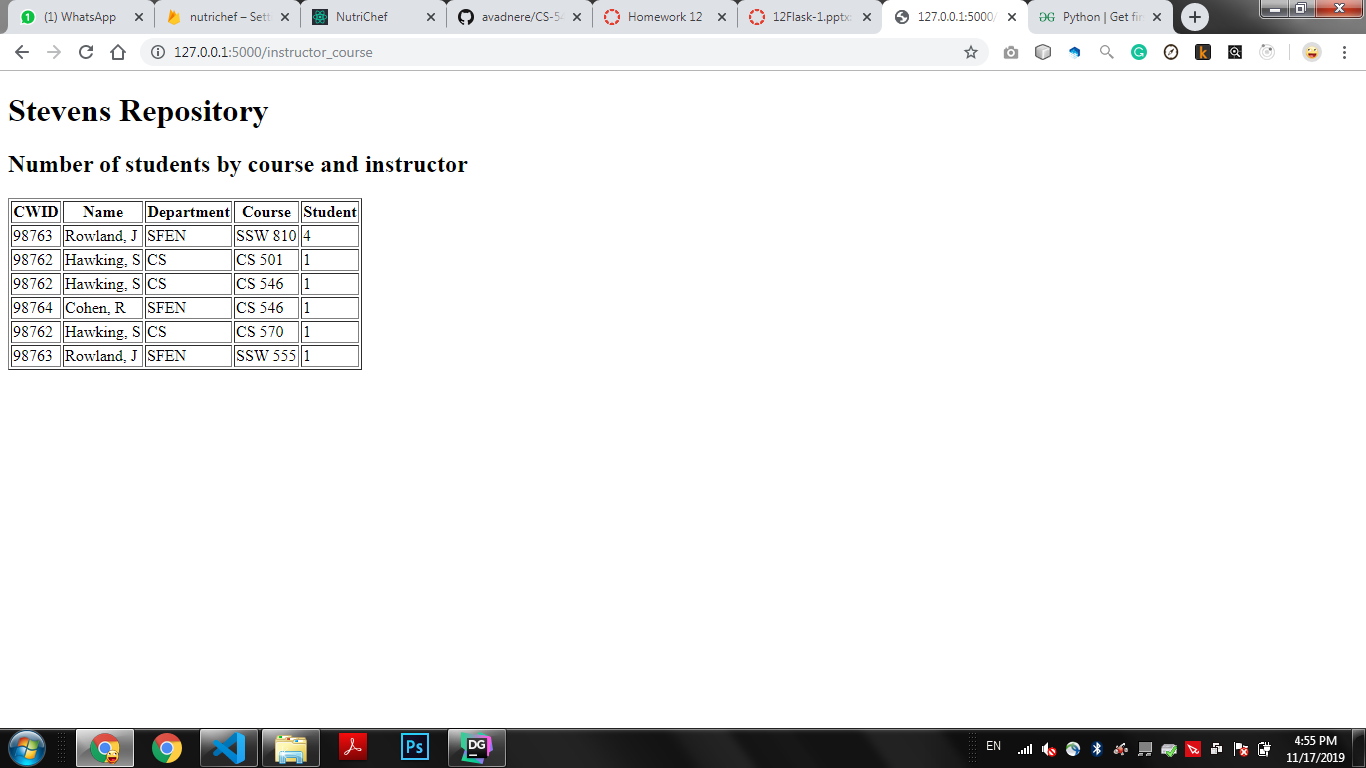 (1) WhatsApp
nutrichef – Sett
NutriChef
avadnere/CS-54
Homework 12
12Flask-1.pptx
127.0.0.1:5000/
Python | Get fir
127.0.0.1:5000/instructor_course
Stevens Repository
Number of students by course and instructor
CWID Name Department Course Student
98763 Rowland, J SFEN SSW 810 4
98762 Hawking, S CS CS 501 1
98762 Hawking, S CS CS 546 1
98764 Cohen, R SFEN CS 546 1
98762 Hawking, S CS CS 570 1
98763 Rowland, J SFEN SSW 555 1
Ps
DG
EN
4:55 PM
11/17/2019